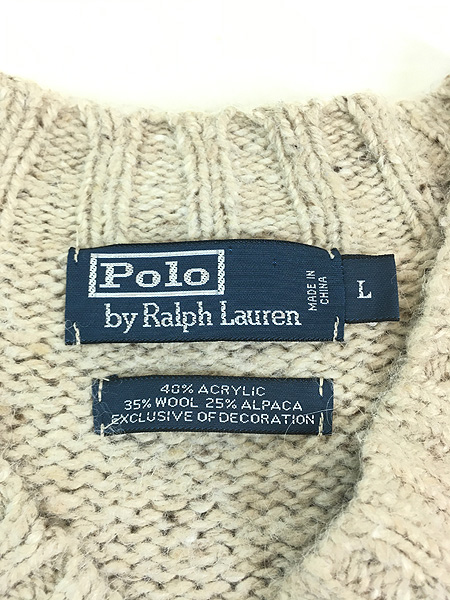 Polo
by Ralph Lauren
MADE IN
CHINA
L
40% ACRYLIC
35% WOOL 25% ALPACA
EXCLUSIVE OF DECORATION